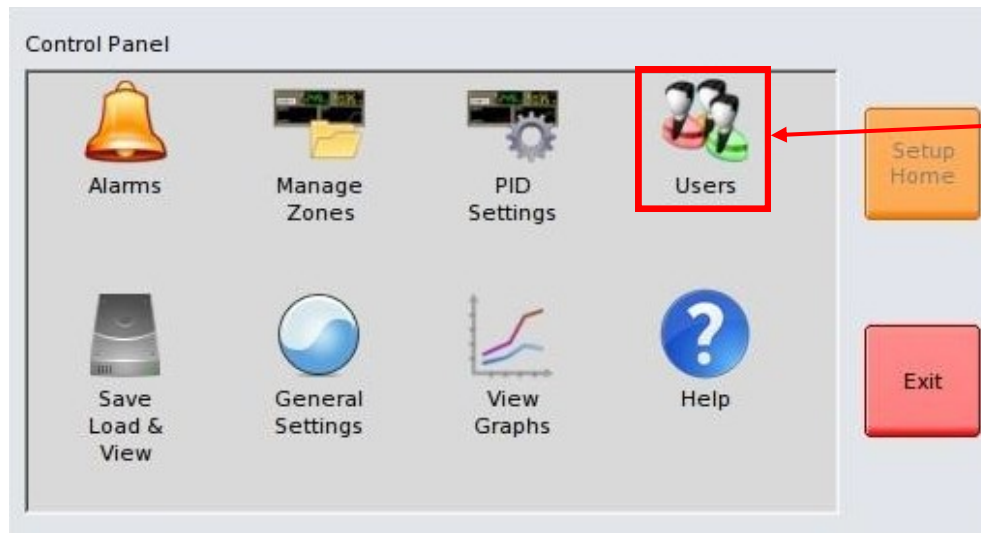 Control Panel
Alarms
Manage
Zones
PID
Settings
Users
Setup
Home
Save
Load &
View
General
Settings
View
Graphs
Help
Exit